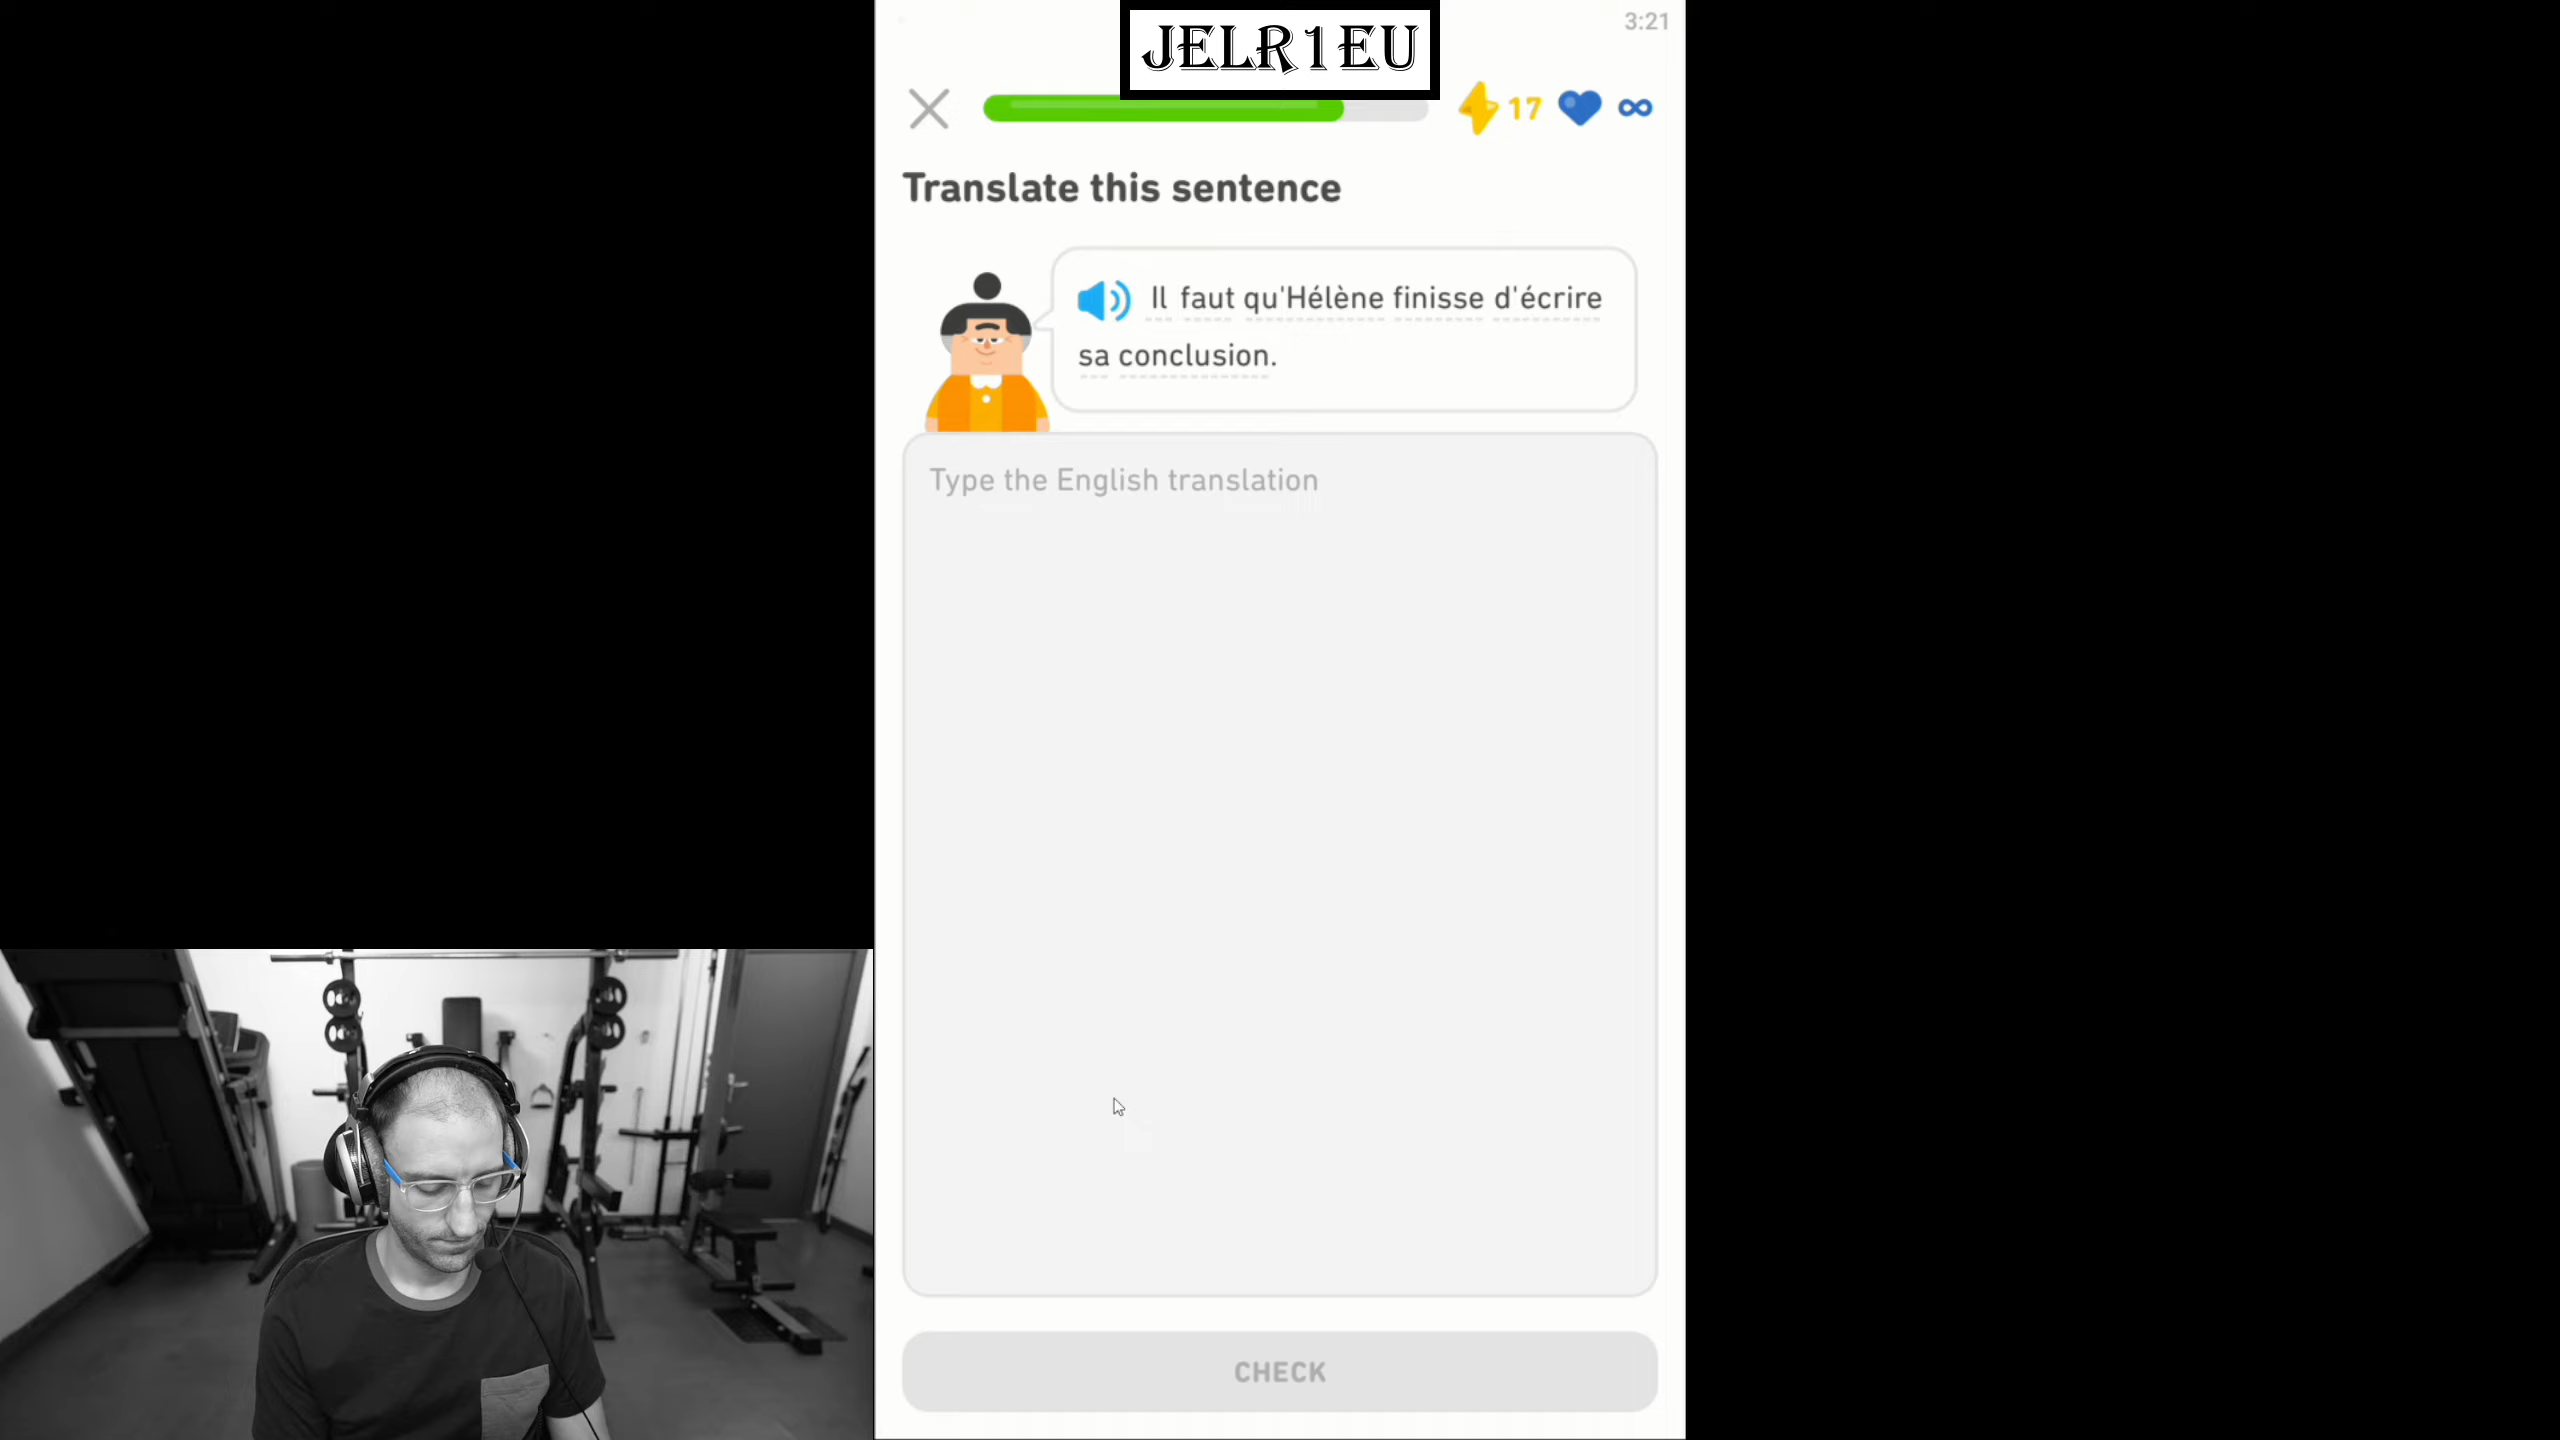 JELR1EU
3:21
17
Translate this sentence
Il faut qu'Hélène finisse d'écrire
sa conclusion.
Type the English translation
CHECK